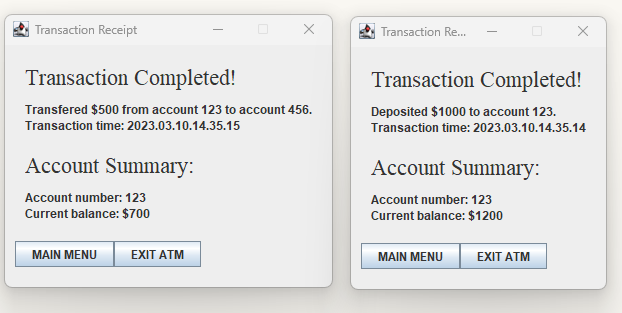 Transaction Receipt
Transaction Completed!
Transfered $500 from account 123 to account 456.
Transaction time: 2023.03.10.14.35.15
Account Summary:
Account number: 123
Current balance: $700
MAIN MENU
EXIT ATM
Transaction Re...
Transaction Completed!
Deposited $1000 to account 123.
Transaction time: 2023.03.10.14.35.14
Account Summary:
Account number: 123
Current balance: $1200
MAIN MENU
EXIT ATM